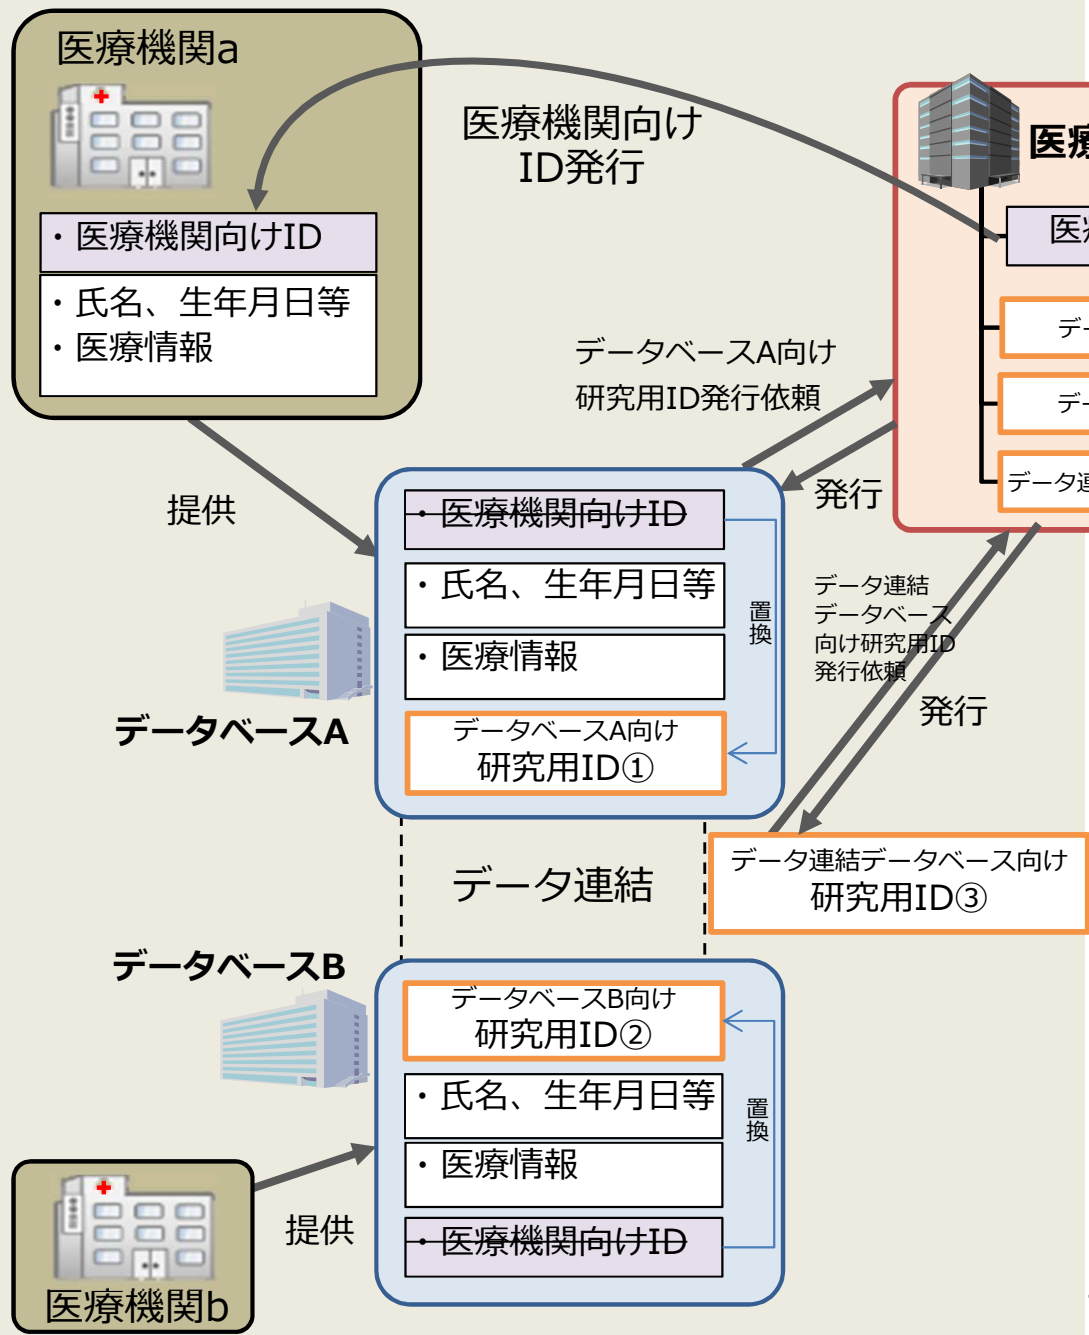 医療機関a
医療機関向け
ID発行
医療
・医療機関向けID
・氏名、生年月日等
・医療情報
データベースA向け
研究用ID発行依頼
提供
発行
・医療機関向けID
・氏名、生年月日等
・医療情報
置換
データベースA向け
研究用ID①
データベースA
データ連結
データベース
向け研究用ID
発行依頼
発行
データ連結
データ連結データベース向け
研究用ID③
データベースB
データベースB向け
研究用ID②
・氏名、生年月日等
・医療情報
・医療機関向けID
置換
提供
医療機関b